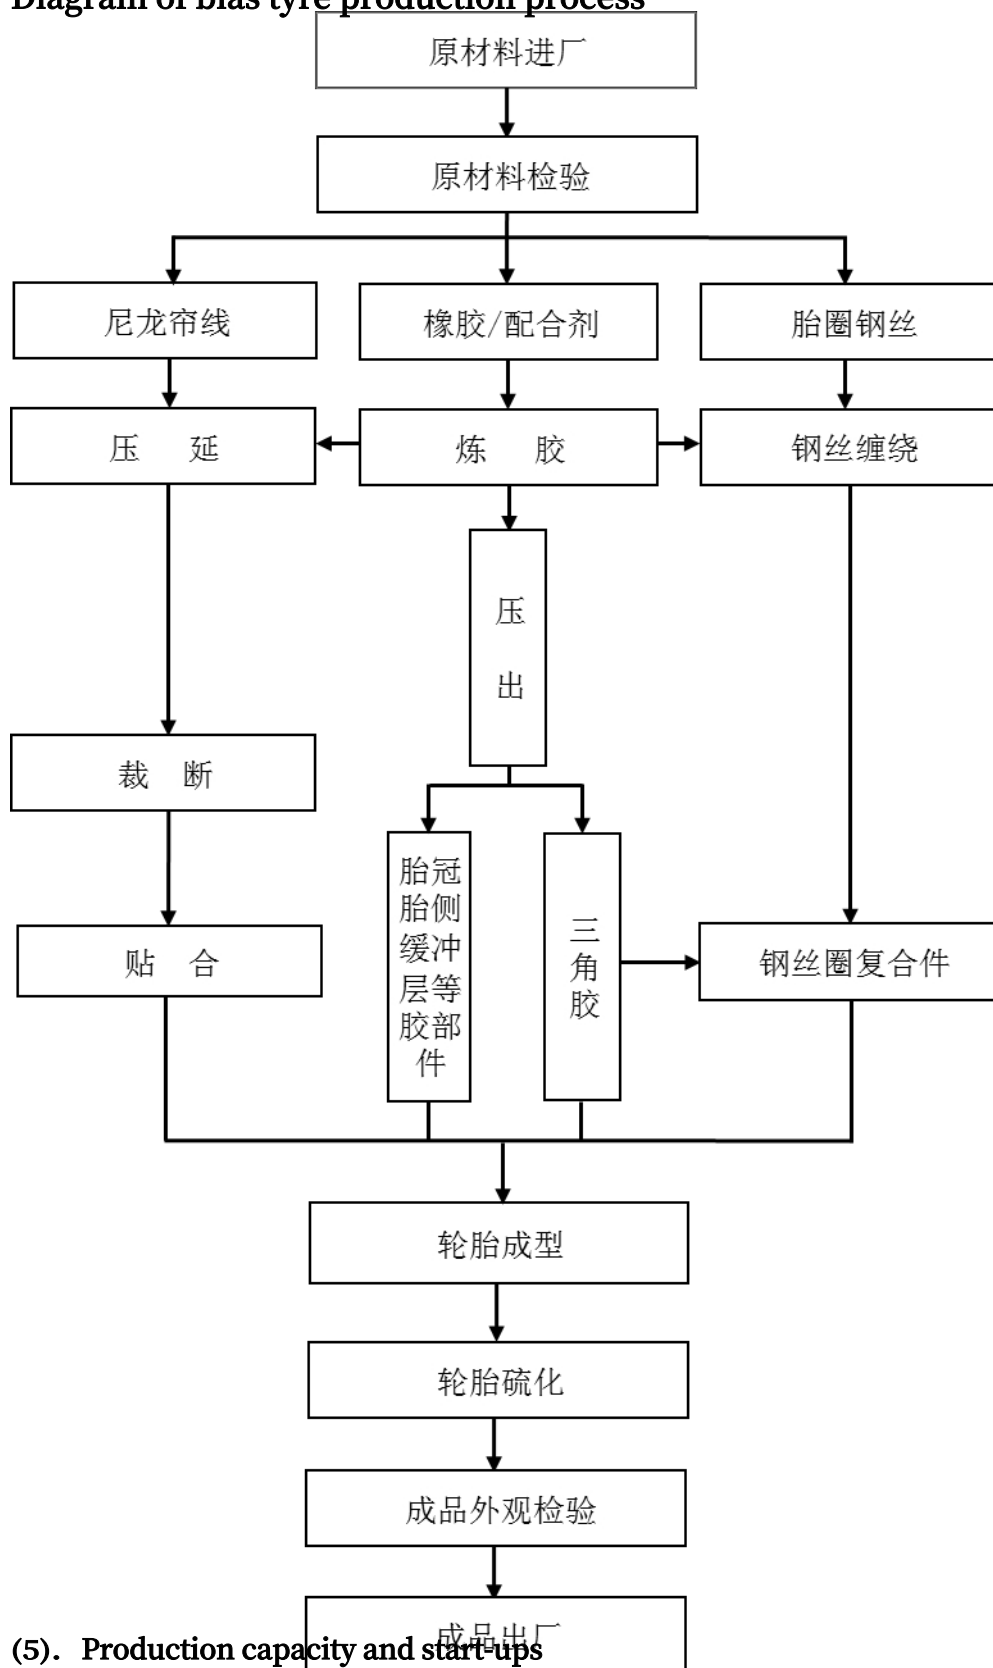 Diagram of bias tyre production process
原材料进厂
原材料检验
尼龙帘线
橡胶/配合剂
胎圈钢丝
压 延
炼 胶
钢丝缠绕
压
出
裁 断
胎冠
胎侧
缓冲
层等
胶部
件
三
角
胶
贴 合
钢丝圈复合件
轮胎成型
轮胎硫化
成品外观检验
成品出厂
(5). Production capacity and start-ups